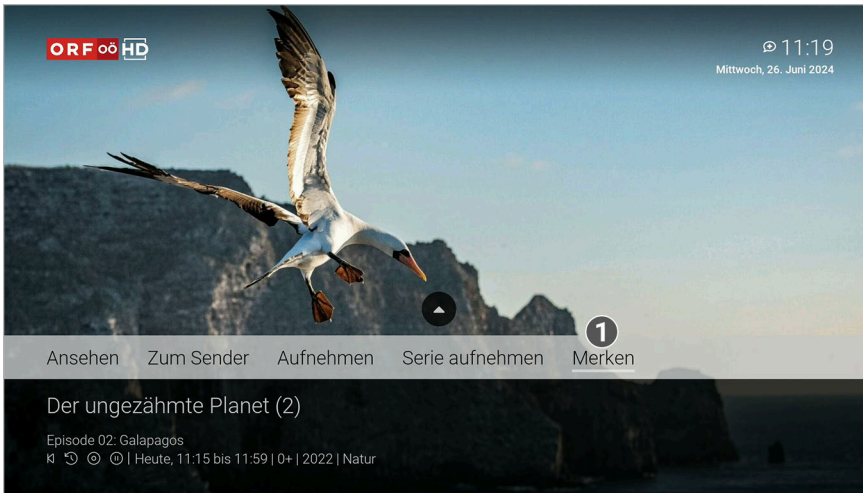 ORF oö HD
11:19
Mittwoch, 26. Juni 2024
1
Ansehen Zum Sender Aufnehmen Serie aufnehmen Merken
Der ungezähmte Planet (2)
Episode 02: Galapagos
| Heute, 11:15 bis 11:59 | 0+ | 2022 | Natur